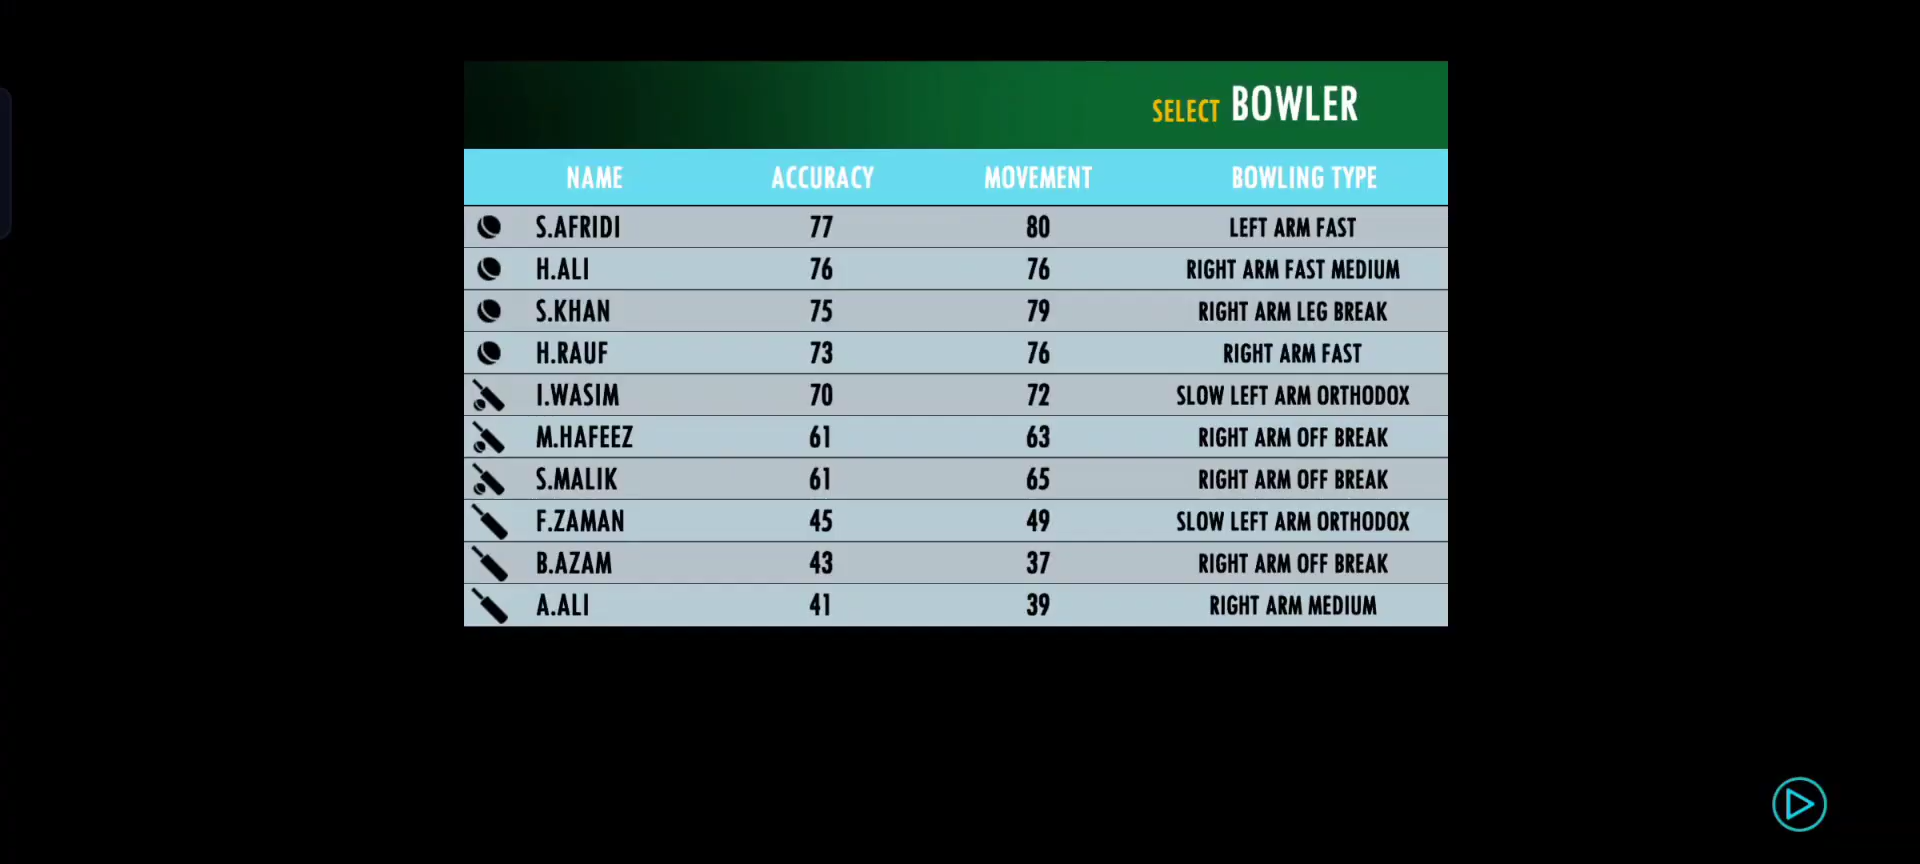 SELECT BOWLER
NAME ACCURACY MOVEMENT BOWLING TYPE
S.AFRIDI 77 80 LEFT ARM FAST
H.ALI 76 76 RIGHT ARM FAST MEDIUM
S.KHAN 75 79 RIGHT ARM LEG BREAK
H.RAUF 73 76 RIGHT ARM FAST
I.WASIM 70 72 SLOW LEFT ARM ORTHODOX
M.HAFEEZ 61 63 RIGHT ARM OFF BREAK
S.MALIK 61 65 RIGHT ARM OFF BREAK
F.ZAMAN 45 49 SLOW LEFT ARM ORTHODOX
B.AZAM 43 37 RIGHT ARM OFF BREAK
A.ALI 41 39 RIGHT ARM MEDIUM